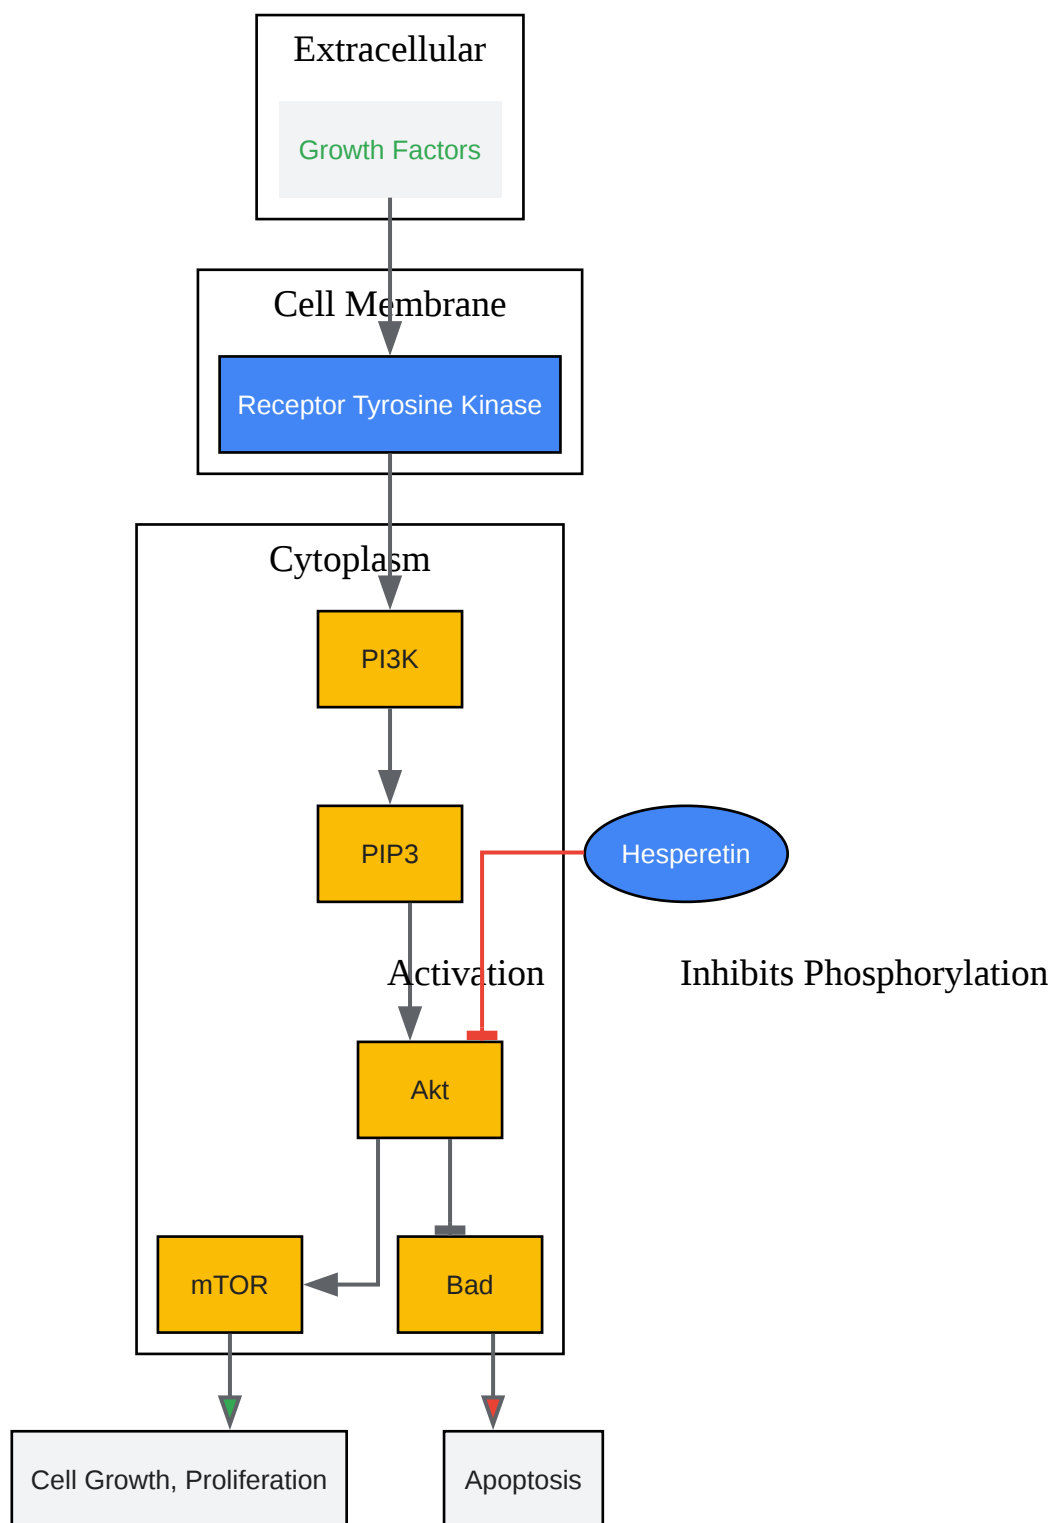 Extracellular
Growth Factors
Cell Membrane
Receptor Tyrosine Kinase
Cytoplasm
PI3K
PIP3
Hesperetin
Activation
Inhibits Phosphorylation
Akt
mTOR
Bad
Cell Growth, Proliferation
Apoptosis